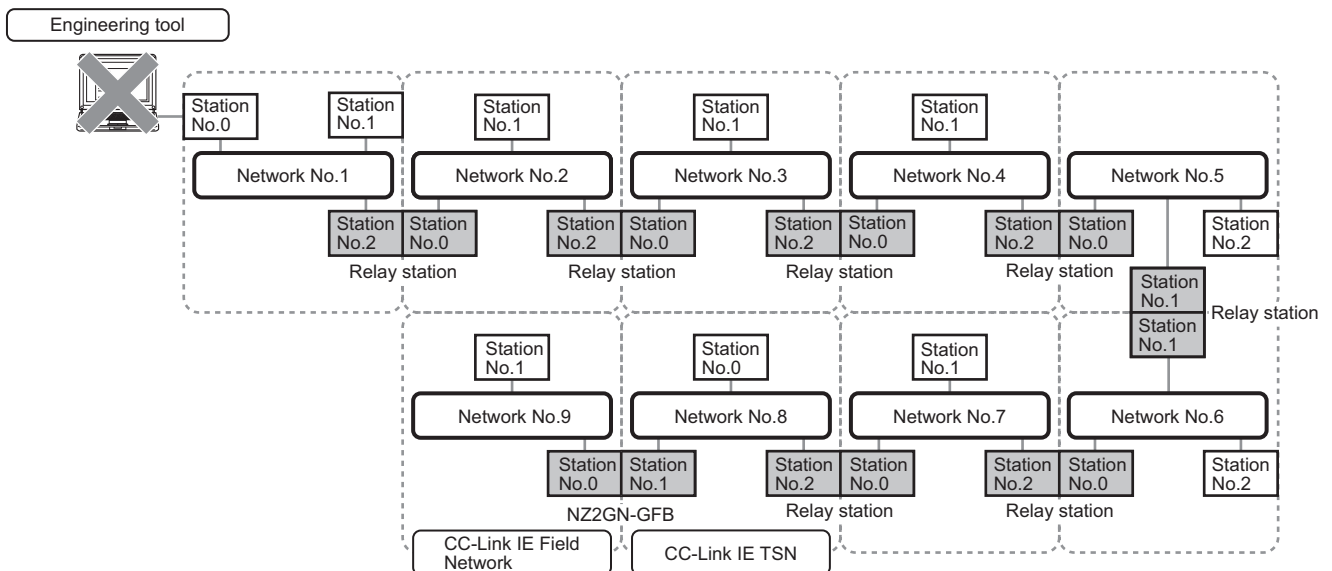 Engineering tool
Station
No.0
Station
No.1
Station
No.1
Station
No.1
Station
No.1
Network No.1
Network No.2
Network No.3
Network No.4
Network No.5
Station
No.2
Station
No.0
Station
No.2
Station
No.0
Station
No.2
Station
No.0
Station
No.2
Station
No.0
Station
No.2
Relay station
Relay station
Relay station
Relay station
Station
No.1
Relay station
Station
No.1
Station
No.1
Station
No.0
Station
No.1
Network No.9
Network No.8
Network No.7
Network No.6
Station
No.0
Station
No.1
Station
No.2
Station
No.0
Station
No.2
Station
No.0
Station
No.2
NZ2GN-GFB
Relay station
Relay station
CC-Link IE Field
Network
CC-Link IE TSN